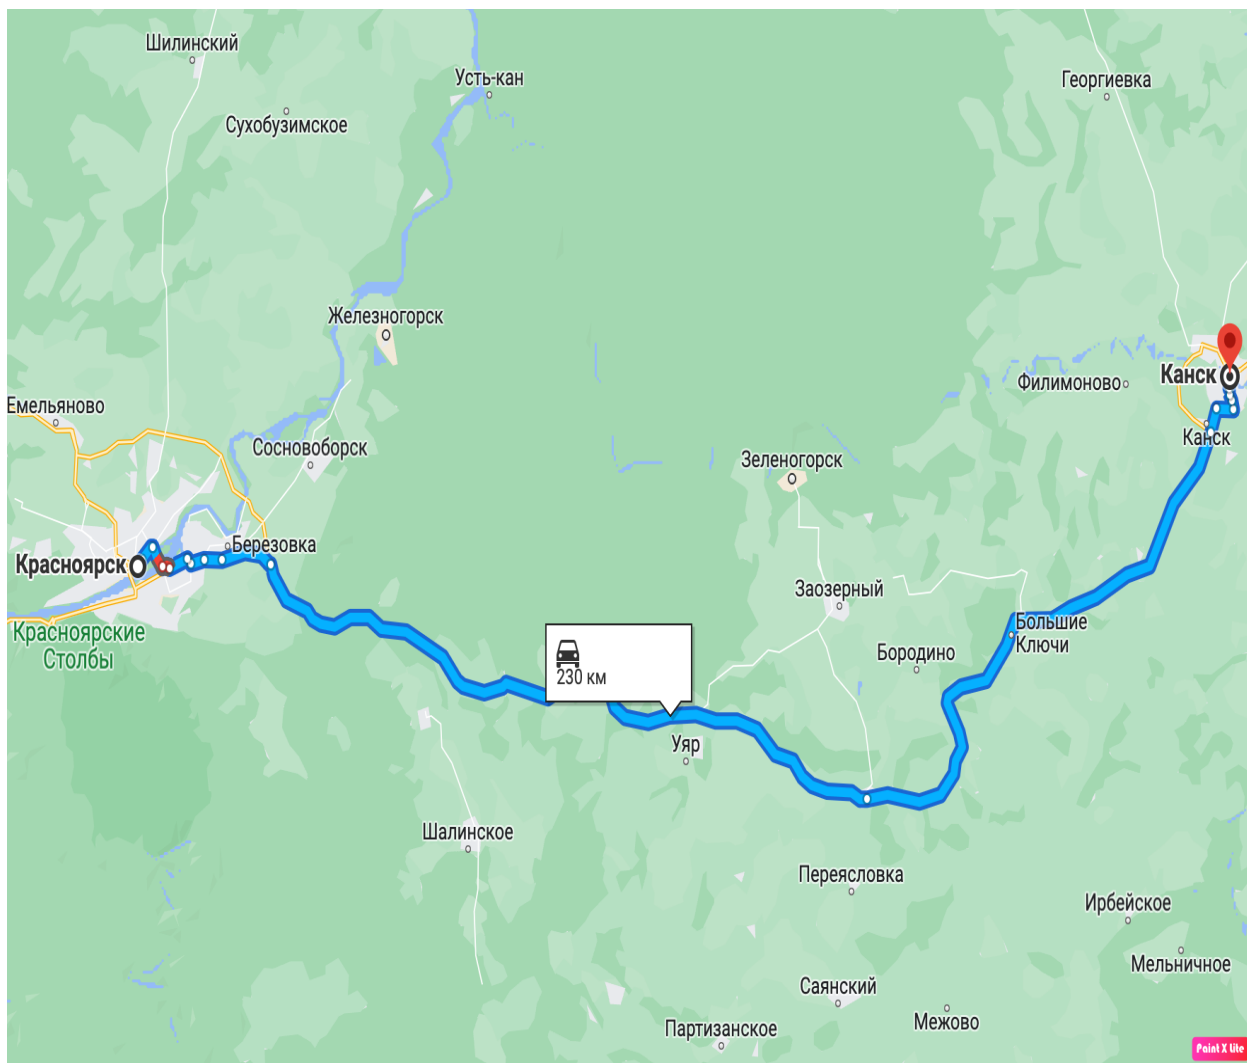 Шилинский
Усть-кан
Георгиевка
Сухобузимское
Железногорск
Филимоново
Канск
Емельяново
Канск
Сосновоборск
Зеленогорск
Березовка
Красноярск
Заозерный
Красноярские
Столбы
Большие
Ключи
Бородино
230 км
Уяр
Шалинское
Переясловка
Ирбейское
Мельничное
Саянский
Межово
Партизанское
Paint X Lite